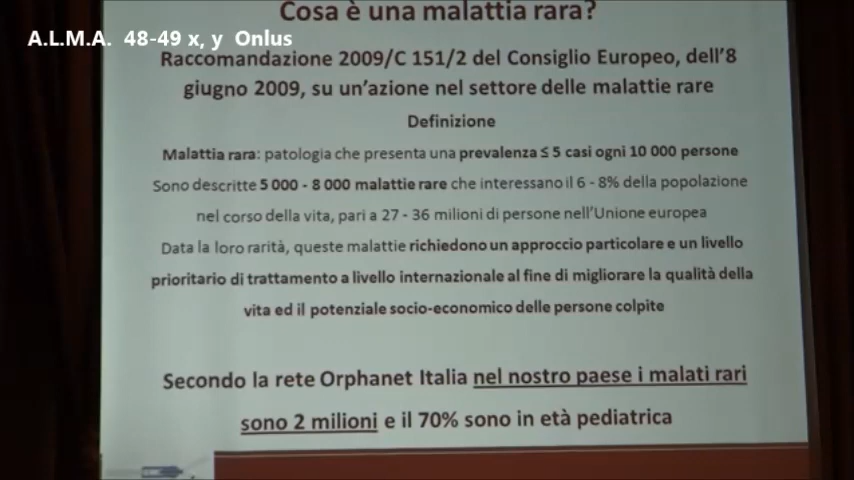 Cosa è una malattia rara?
A.L.M.A. 48-49 x, y Onlus
Raccomandazione 2009/C 151/2 del Consiglio Europeo, dell'8
giugno 2009, su un'azione nel settore delle malattie rare
Definizione
Malattia rara: patologia che presenta una prevalenza ≤ 5 casi ogni 10 000 persone
Sono descritte 5 000 - 8 000 malattie rare che interessano il 6 - 8% della popolazione
nel corso della vita, pari a 27 - 36 milioni di persone nell'Unione europea
Data la loro rarità, queste malattie richiedono un approccio particolare e un livello
prioritario di trattamento a livello internazionale al fine di migliorare la qualità della
vita ed il potenziale socio-economico delle persone colpite
Secondo la rete Orphanet Italia nel nostro paese i malati rari
sono 2 milioni e il 70% sono in età pediatrica